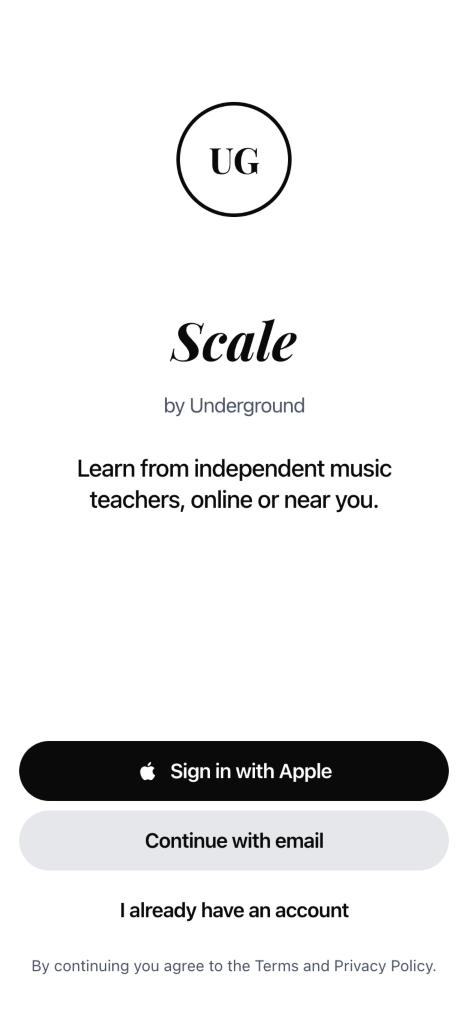 UG
Scale
by Underground
Learn from independent music
teachers, online or near you.
Sign in with Apple
Continue with email
I already have an account
By continuing you agree to the Terms and Privacy Policy.